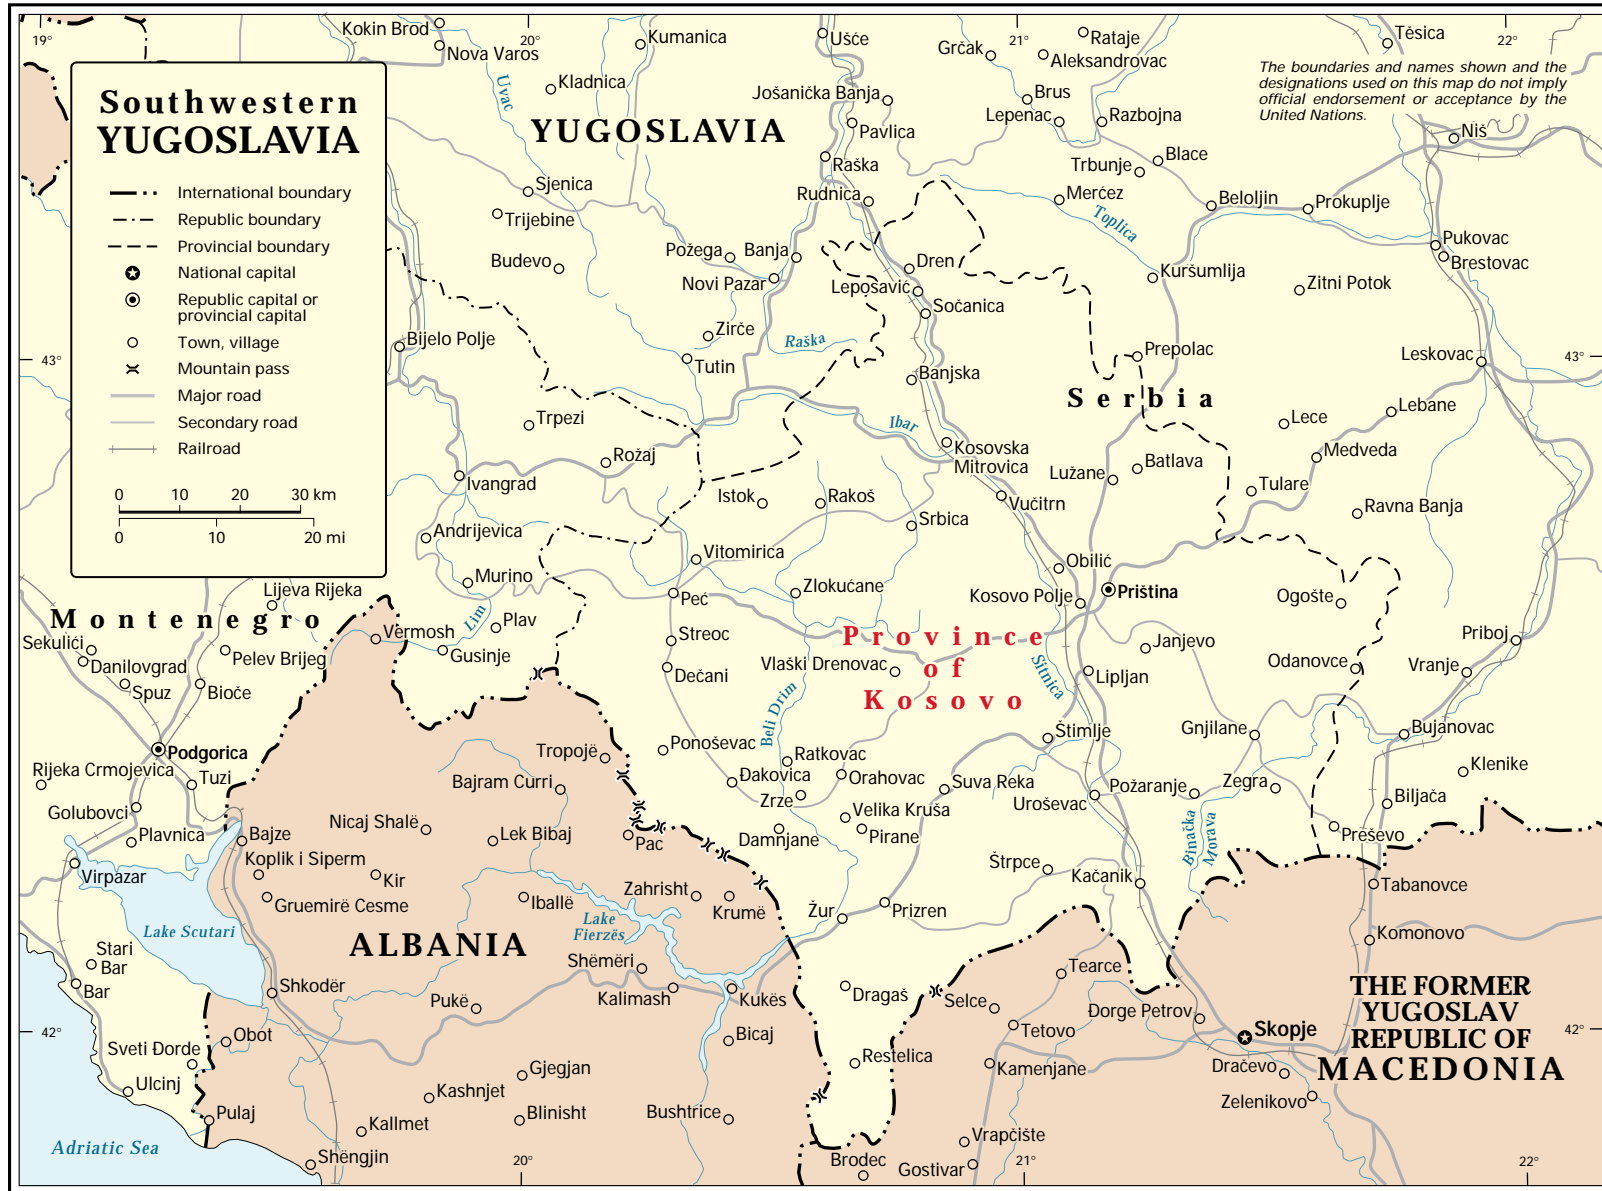 19°
20°
21°
22°
Kokin Brod
Nova Varos
Kumanica
Ušće
Grčak
Rataje
Aleksandrovac
Těsica
The boundaries and names shown and the
designations used on this map do not imply
official endorsement or acceptance by the
United Nations.
Southwestern
YUGOSLAVIA
International boundary
Republic boundary
Provincial boundary
National capital
Republic capital or
provincial capital
Town, village
Mountain pass
Major road
Secondary road
Railroad
0 10 20 30 km
0 10 20 mi
Uvac
Kladnica
YUGOSLAVIA
Jošanička Banja
Pavlica
Brus
Lepenac
Razbojna
Niš
Raška
Trbunje
Blace
Sjenica
Rudnica
Merćez
Beloljin
Prokuplje
Trijebine
Toplica
Požega
Banja
Budevo
Dren
Pukovac
Brestovac
Novi Pazar
Leposavić
Kuršumlija
Zitni Potok
Sočanica
Zirče
Raška
Bijelo Polje
43°
Tutin
Prepolac
Leskovac
43°
Banjska
Serbia
Trpezi
Ibar
Lece
Lebane
Kosovska
Mitrovica
Rožaj
Lužane
Batlava
Medveda
Ivangrad
Istok
Rakoš
Vučitrn
Tulare
Ravna Banja
Srbica
Andrijevica
Vitomirica
Obilić
Murino
Zlokućane
Priština
Lijeva Rijeka
Peć
Kosovo Polje
Ogošte
Montenegro
Lim
Plav
Vermosh
Streoc
Province
of
Kosovo
Janjevo
Priboj
Sekulići
Danilovgrad
Pelev Brijeg
Gusinje
Dečani
Vlaški Drenovac
Sitnica
Lipljan
Odanovce
Vranje
Spuz
Bioče
Beli Drim
Podgorica
Tropojë
Ponoševac
Ratkovac
Štimlje
Gnjilane
Bujanovac
Rijeka Crmojevica
Tuzi
Bajram Curri
Đakovica
Orahovac
Suva Reka
Uroševac
Požaranje
Zegra
Klenike
Golubovci
Zrze
Biljača
Plavnica
Nicaj Shalë
Lek Bibaj
Pac
Damnjane
Velika Kruša
Pirane
Binačka
Morava
Prěševo
Bajze
Virpazar
Koplik i Siperm
Kir
Štrpce
Kačanik
Tabanovce
Gruemirë Cesme
Iballë
Zahrisht
Krumë
Žur
Prizren
Lake Scutari
Lake
Fierzës
ALBANIA
Komonovo
Stari
Bar
Bar
Shkodër
Shëmëri
Kalimash
Kukës
Dragaš
Tearce
Selce
THE FORMER
YUGOSLAV
REPUBLIC OF
MACEDONIA
Pukë
Đorge Petrov
Tetovo
Skopje
42°
Obot
Bicaj
42°
Sveti Đorde
Restelica
Kamenjane
Dračevo
Ulcinj
Gjegjan
Kashnjet
Zelenikovo
Pulaj
Kallmet
Blinisht
Bushtrice
Adriatic Sea
Vrapčište
Shëngjin
Brodec
Gostivar
20°
21°
22°